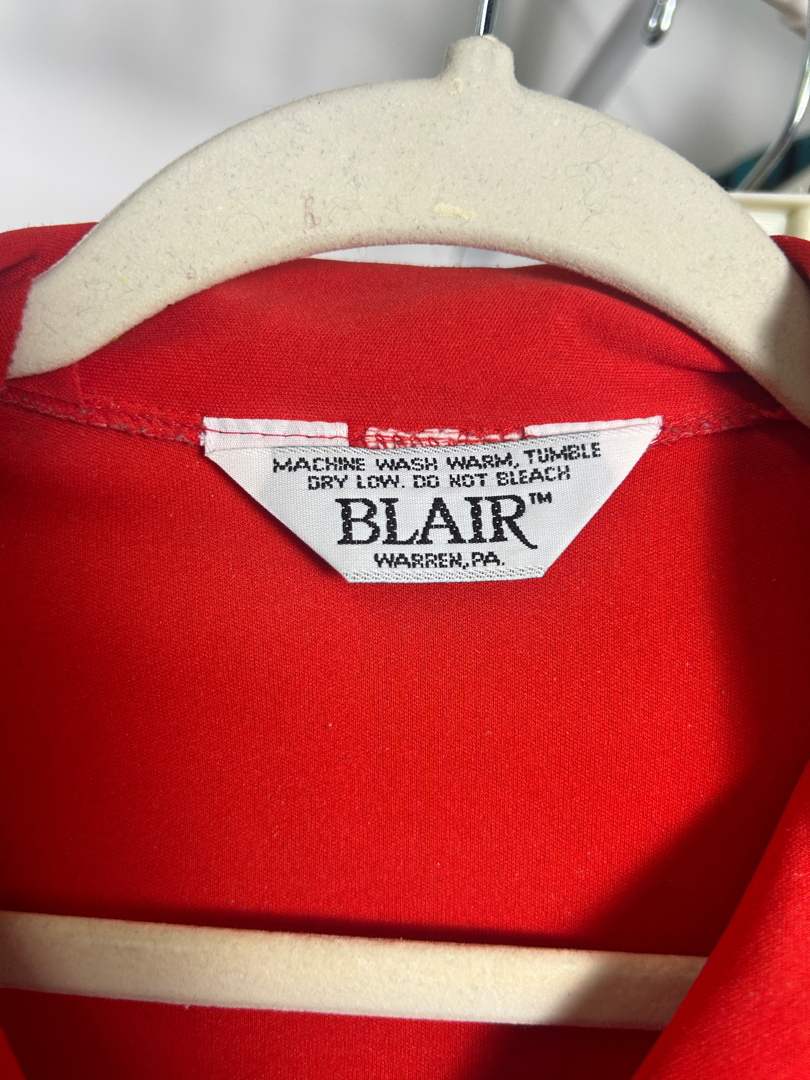 MACHINE WASH WARM, TUMBLE
DRY LOW. DO NOT BLEACH
BLAIR™
WARREN, PA.